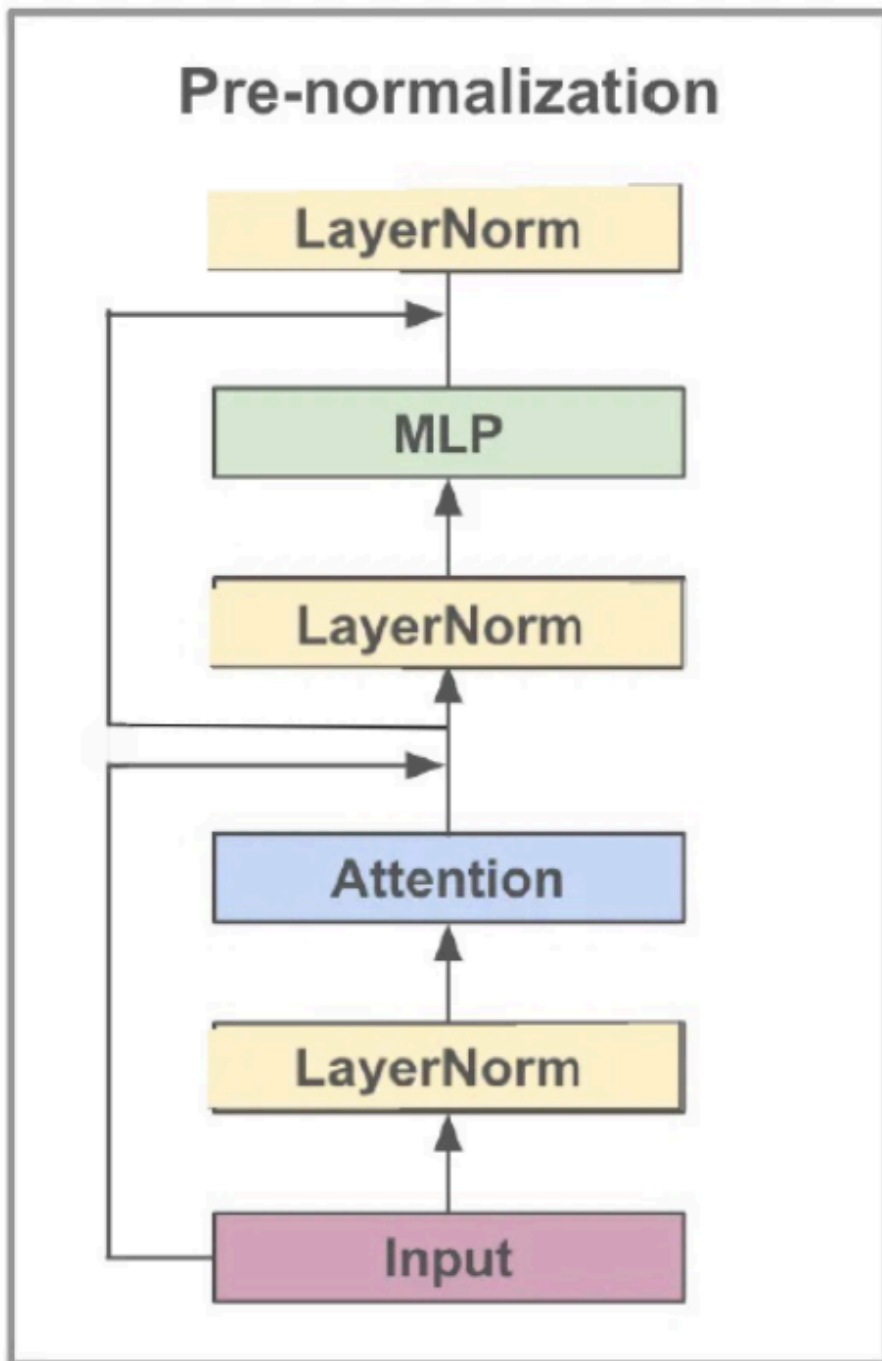 Pre-normalization
LayerNorm
MLP
LayerNorm
Attention
LayerNorm
Input